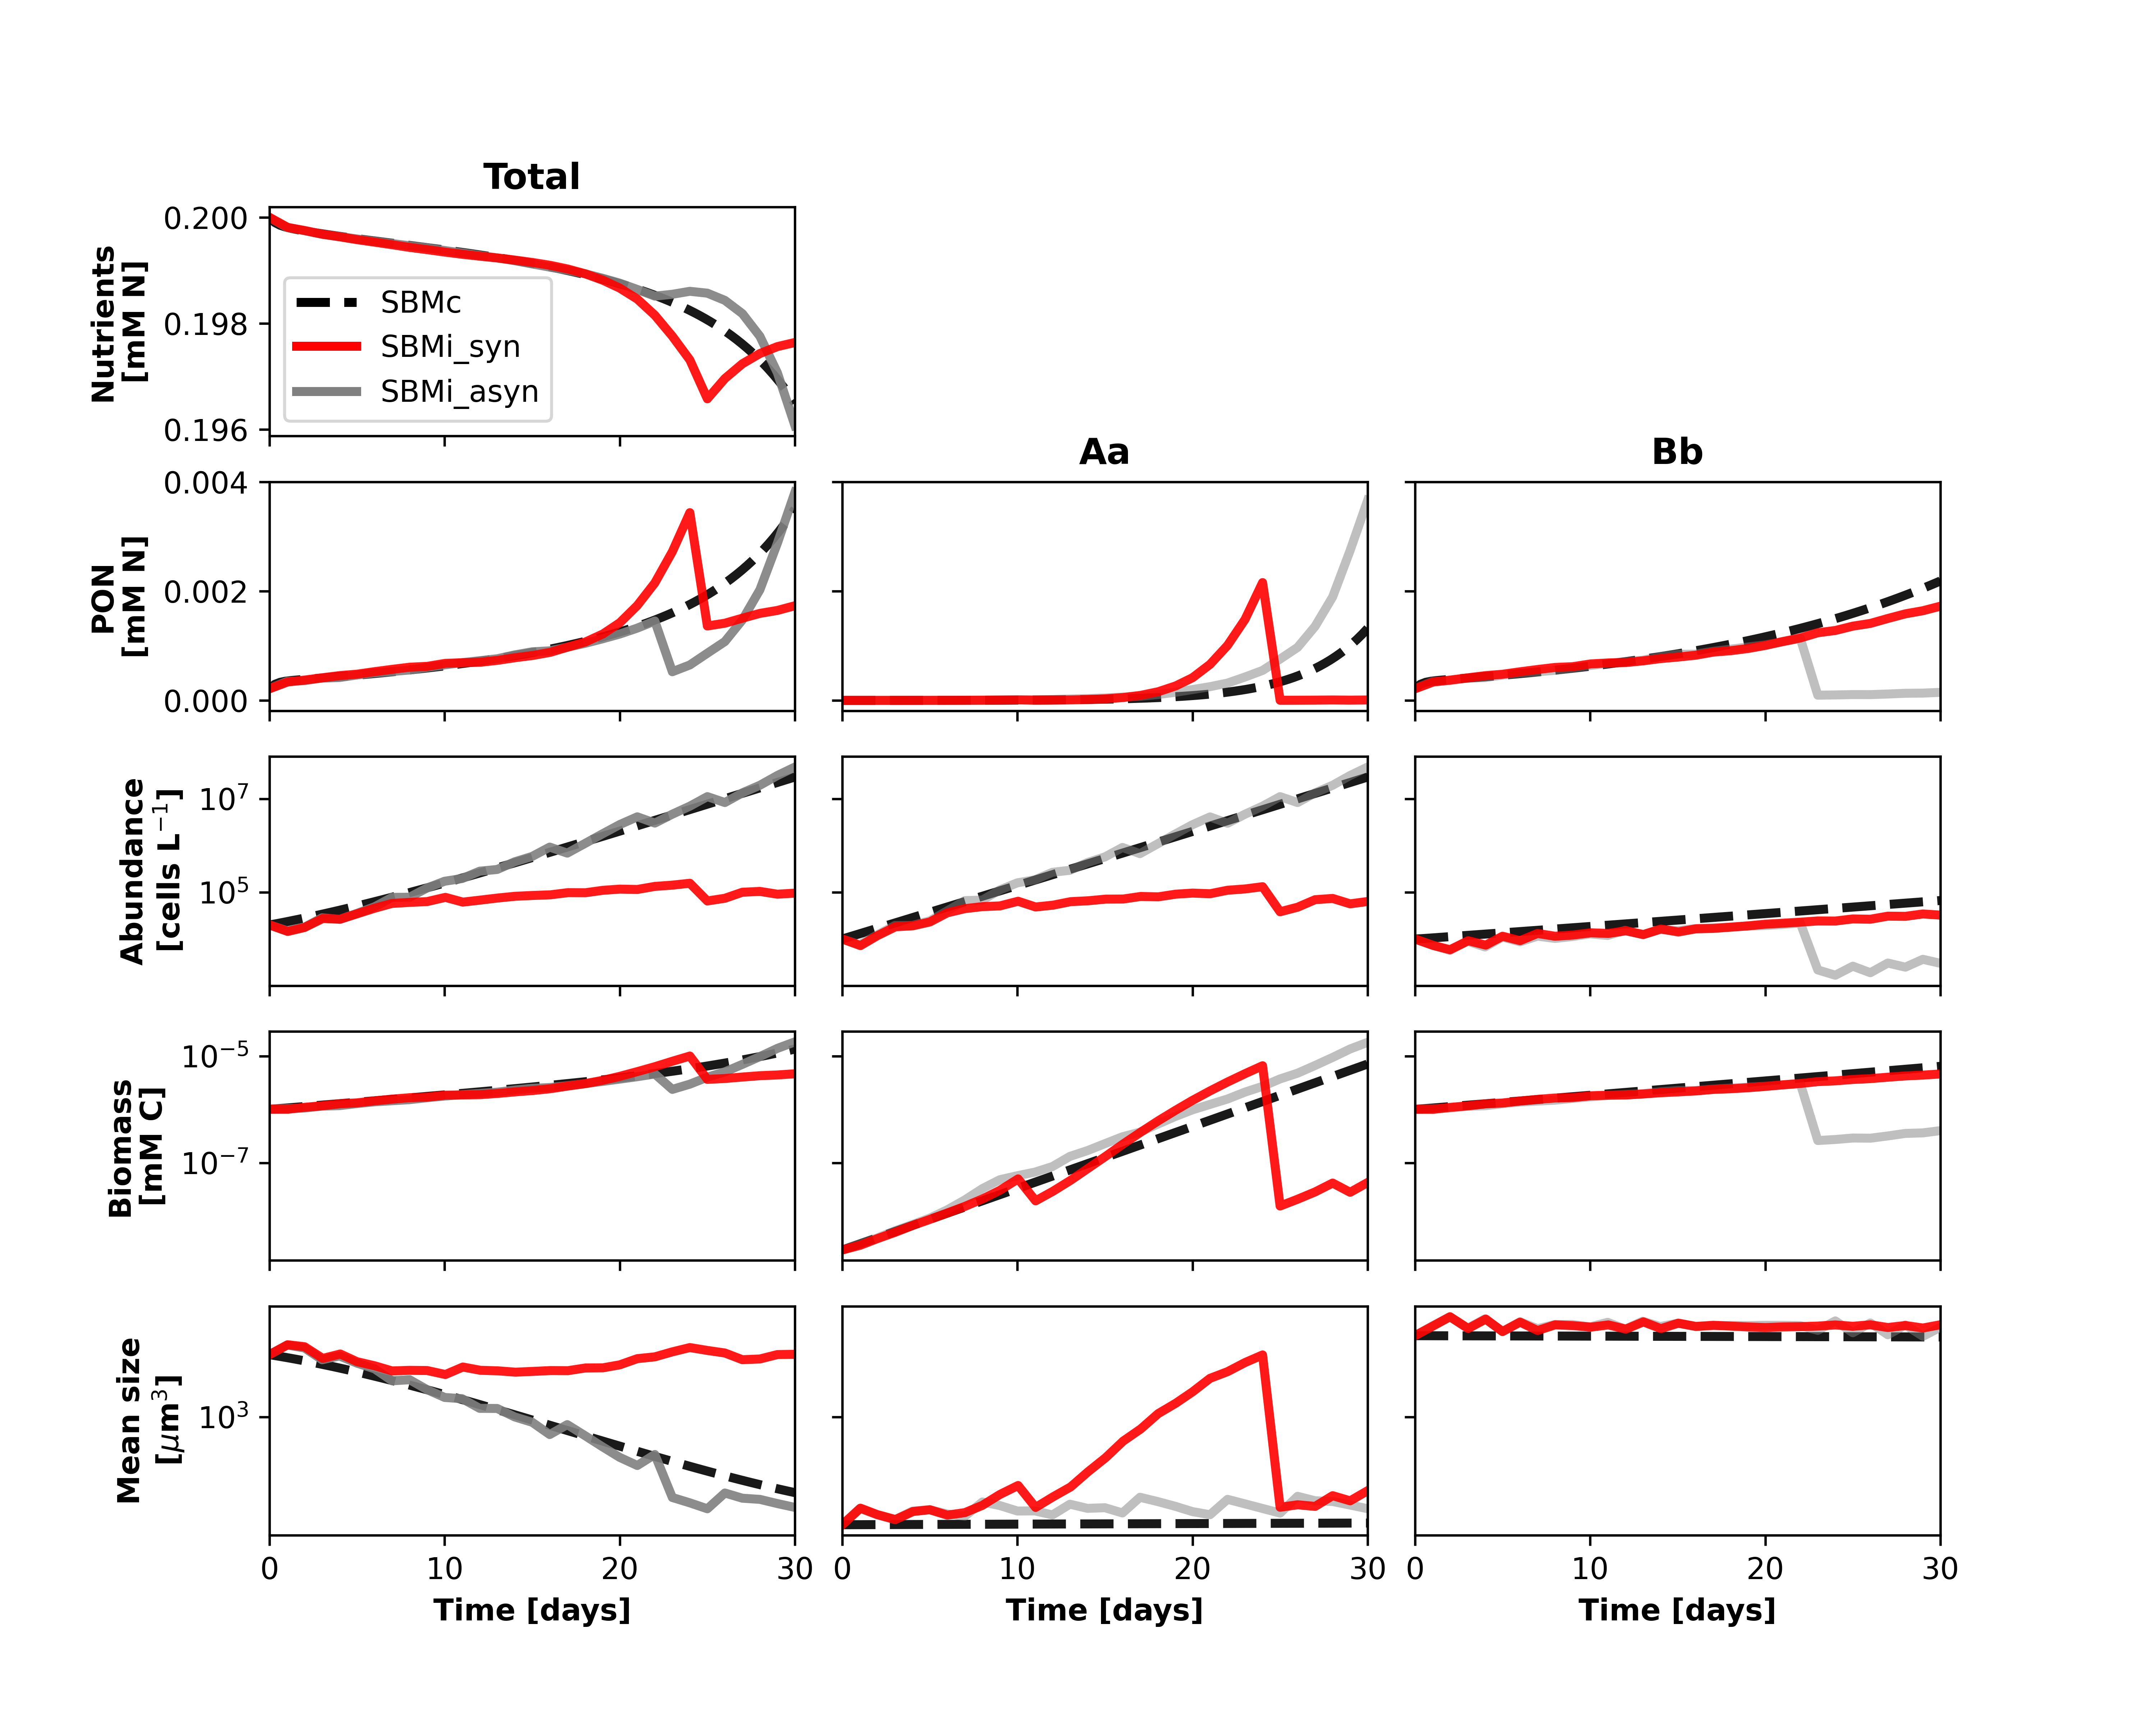 Total
0.200
0.198
0.196
Nutrients
[mM N]
SBMc
SBMi_syn
SBMi_asyn
Aa
Bb
0.004
0.002
0.000
PON
[mM N]
10⁷
10⁵
Abundance
[cells L⁻¹]
10⁻⁵
10⁻⁷
Biomass
[mM C]
10³
Mean size
[μm³]
0 10 20 30 0 10 20 30 0 10 20 30
Time [days] Time [days] Time [days]